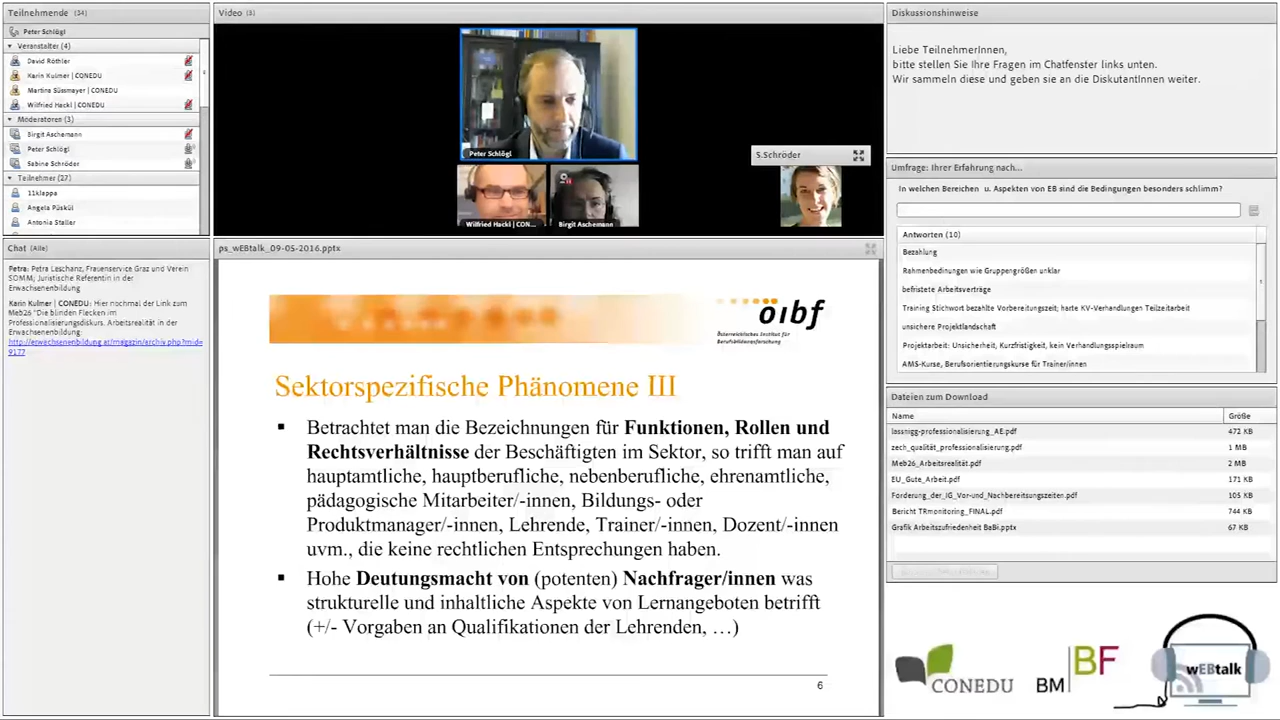 Teilnehmende (34)
Peter Schlögl
Veranstalter (4)
David Röthler
Karin Kulmer | CONEDU
Martina Süssmayer | CONEDU
Wilfried Hackl | CONEDU
Moderatoren (3)
Birgit Aschemann
Peter Schlögl
Sabine Schröder
Teilnehmer (27)
11klappa
Angela Püskül
Antonia Staller
Chat (Alle)
Petra: Petra Leschanz, Frauenservice Graz und Verein
SOMM; Juristische Referentin in der
Erwachsenenbildung
Karin Kulmer | CONEDU: Hier nochmal der Link zum
Meb26 "Die blinden Flecken im
Professionalisierungsdiskurs. Arbeitsrealität in der
Erwachsenenbildung:
http://erwachsenenbildung.at/magazin/archiv.php?mid=
9177
Video (5)
Peter Schlögl
Wilfried Hackl | CON...
Birgit Aschemann
S.Schröder
ps_wEBtalk_09-05-2016.pptx
öibf
Österreichisches Institut für
Berufsbildungsforschung
Sektorspezifische Phänomene III
▪ Betrachtet man die Bezeichnungen für Funktionen, Rollen und
Rechtsverhältnisse der Beschäftigten im Sektor, so trifft man auf
hauptamtliche, hauptberufliche, nebenberufliche, ehrenamtliche,
pädagogische Mitarbeiter/-innen, Bildungs- oder
Produktmanager/-innen, Lehrende, Trainer/-innen, Dozent/-innen
uvm., die keine rechtlichen Entsprechungen haben.
▪ Hohe Deutungsmacht von (potenten) Nachfrager/innen was
strukturelle und inhaltliche Aspekte von Lernangeboten betrifft
(+/- Vorgaben an Qualifikationen der Lehrenden, …)
6
Diskussionshinweise
Liebe TeilnehmerInnen,
bitte stellen Sie Ihre Fragen im Chatfenster links unten.
Wir sammeln diese und geben sie an die DiskutantInnen weiter.
Umfrage: Ihrer Erfahrung nach...
In welchen Bereichen u. Aspekten von EB sind die Bedingungen besonders schlimm?
Antworten (10)
Bezahlung
Rahmenbedingungen wie Gruppengrößen unklar
befristete Arbeitsverträge
Training Stichwort bezahlte Vorbereitungszeit; harte KV-Verhandlungen Teilzeitarbeit
unsichere Projektlandschaft
Projektarbeit: Unsicherheit, Kurzfristigkeit, kein Verhandlungsspielraum
AMS-Kurse, Berufsorientierungskurse für Trainer/innen
Dateien zum Download
Name Größe
lassnigg-professionalisierung_AE.pdf 472 KB
zech_qualität_professionalisierung.pdf 1 MB
Meb26_Arbeitsrealität.pdf 2 MB
EU_Gute_Arbeit.pdf 171 KB
Forderung_der_IG_Vor-und_Nachbereitungszeiten.pdf 105 KB
Bericht TRmonitoring_FINAL.pdf 744 KB
Grafik Arbeitszufriedenheit BaBi.pptx 67 KB
CONEDU
BM BF
wEBtalk